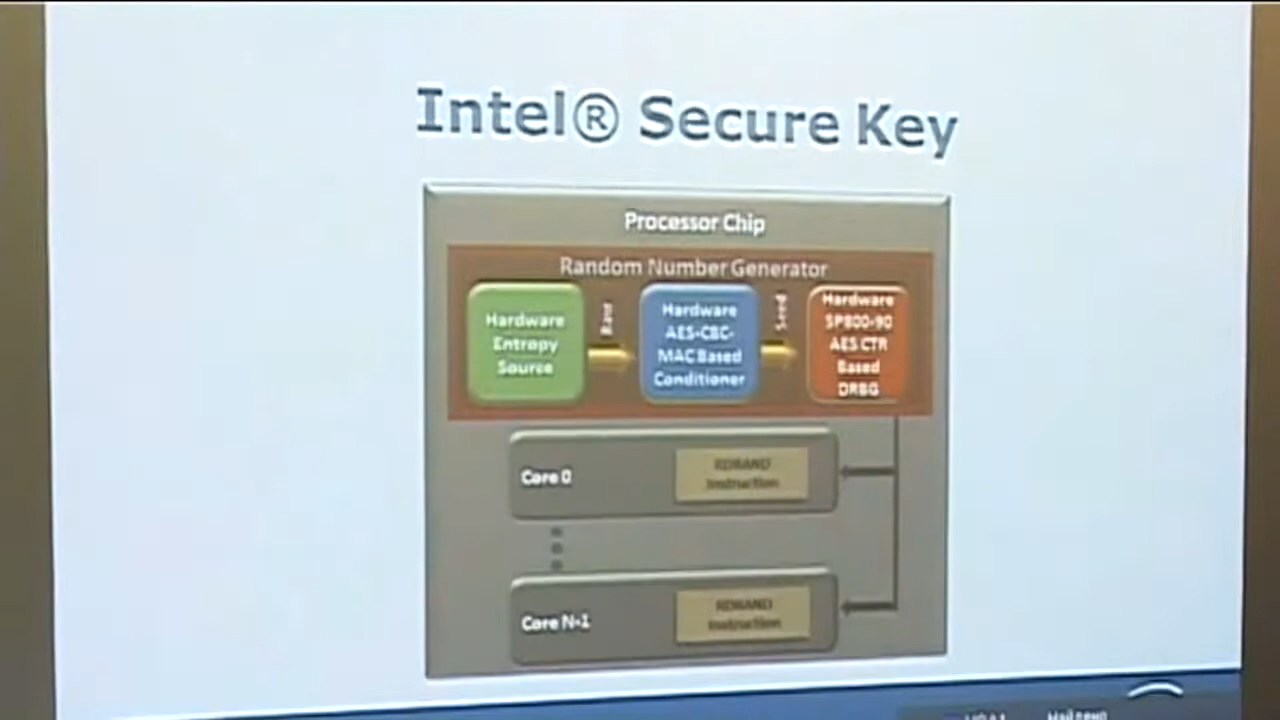 Intel® Secure Key
Processor Chip
Random Number Generator
Hardware
Entropy
Source
Raw
Hardware
AES-CBC-
MAC Based
Conditioner
Seed
Hardware
SP800-90
AES CTR
Based
DRBG
Core 0
RDRAND
Instruction
Core N-1
RDRAND
Instruction